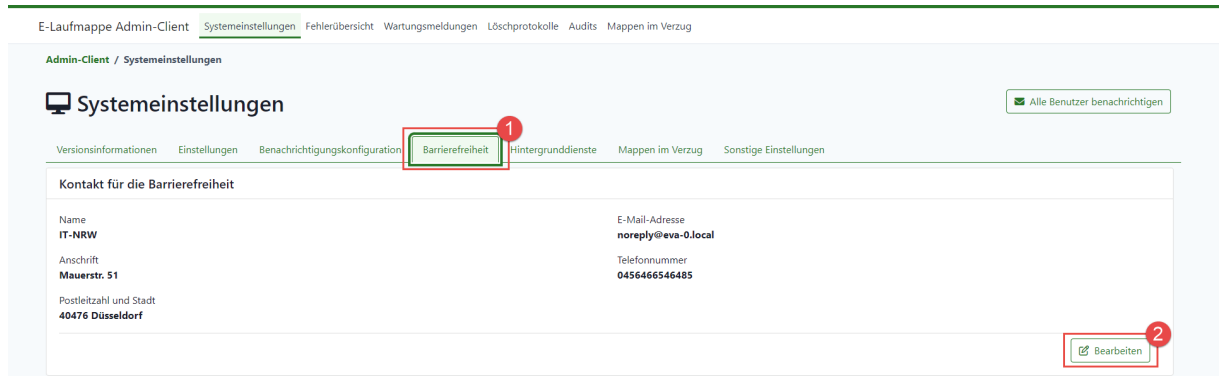 E-Laufmappe Admin-Client Systemeinstellungen Fehlerübersicht Wartungsmeldungen Löschprotokolle Audits Mappen im Verzug
Admin-Client / Systemeinstellungen
Systemeinstellungen
Alle Benutzer benachrichtigen
1
Versionsinformationen Einstellungen Benachrichtigungskonfiguration Barrierefreiheit Hintergrunddienste Mappen im Verzug Sonstige Einstellungen
Kontakt für die Barrierefreiheit
Name
IT-NRW
E-Mail-Adresse
noreply@eva-0.local
Anschrift
Mauerstr. 51
Telefonnummer
0456466546485
Postleitzahl und Stadt
40476 Düsseldorf
2
Bearbeiten